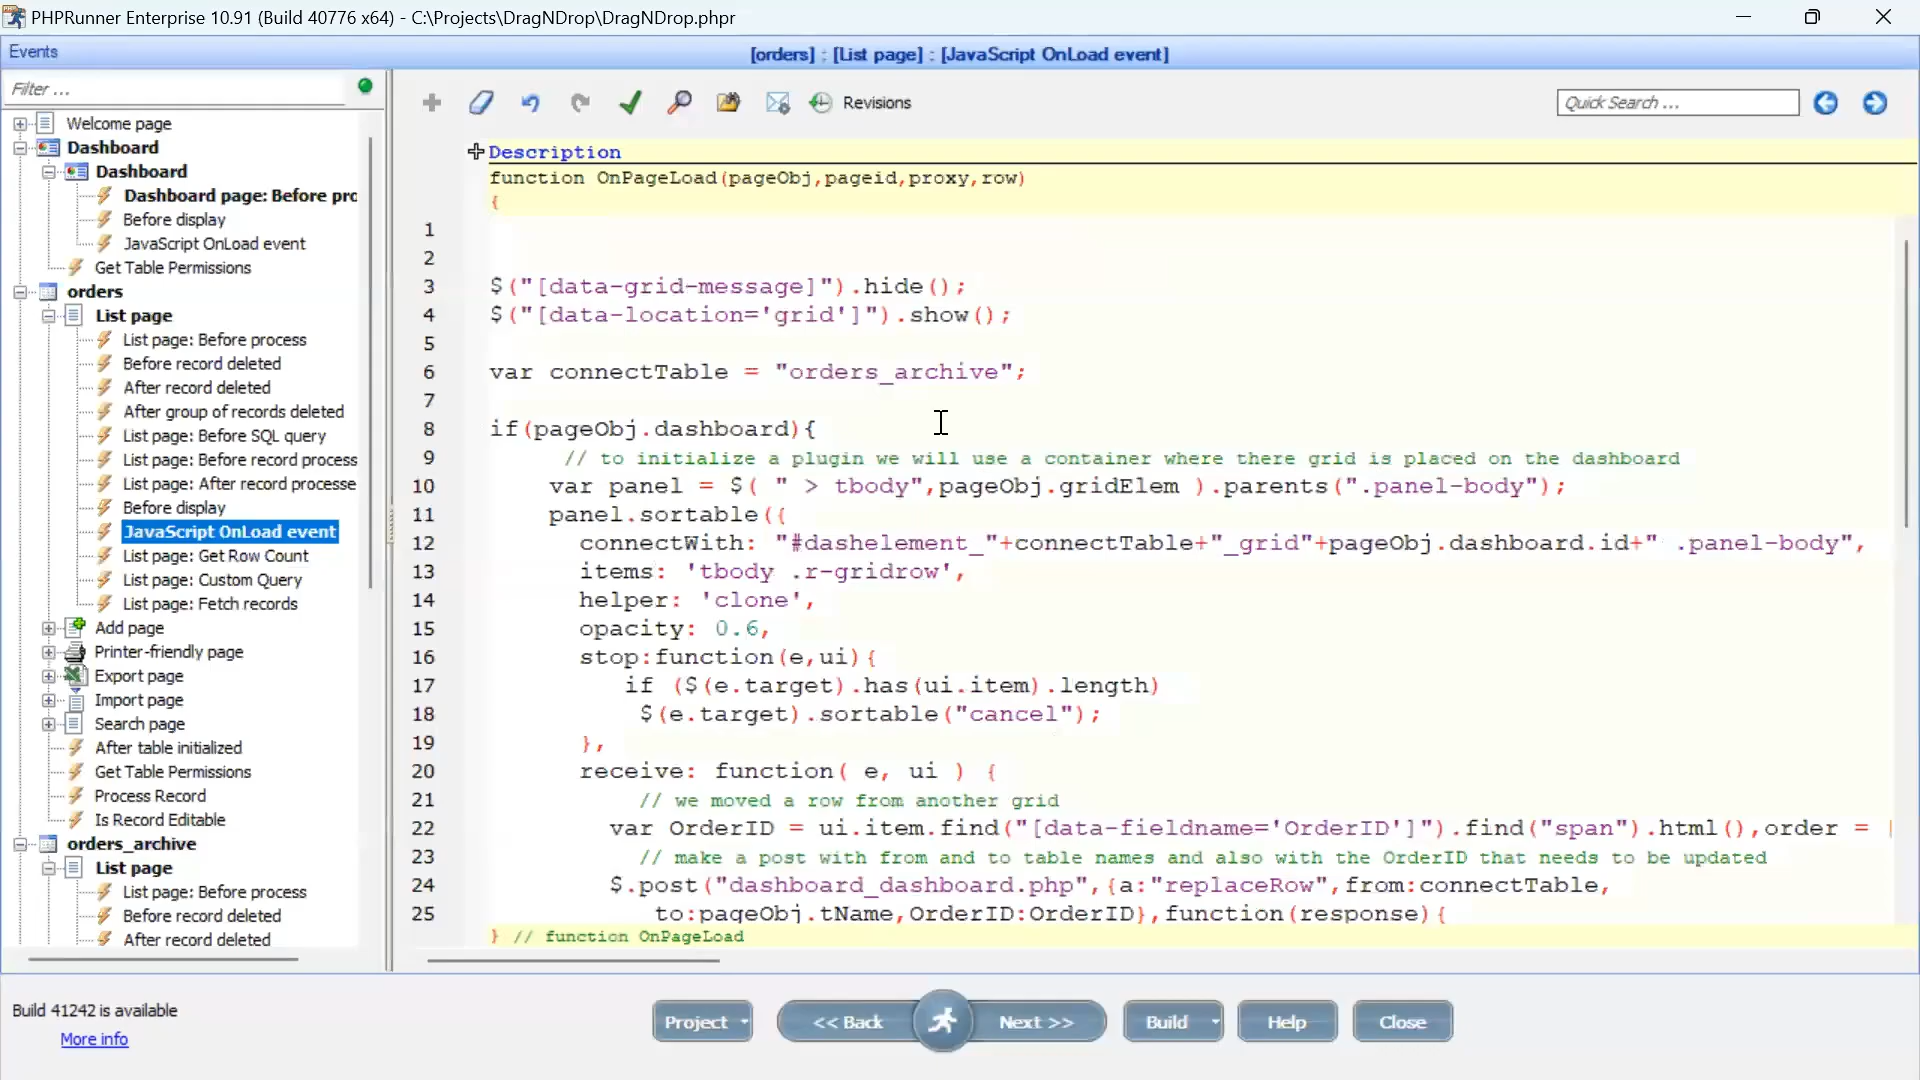 PHPRunner Enterprise 10.91 (Build 40776 x64) - C:\Projects\DragNDrop\DragNDrop.phpr
Events
[orders] : [List page] : [JavaScript OnLoad event]
Filter ...
Revisions
Quick Search ...
Welcome page
Dashboard
Dashboard
Dashboard page: Before pro
Before display
JavaScript OnLoad event
Get Table Permissions
orders
List page
List page: Before process
Before record deleted
After record deleted
After group of records deleted
List page: Before SQL query
List page: Before record process
List page: After record processe
Before display
JavaScript OnLoad event
List page: Get Row Count
List page: Custom Query
List page: Fetch records
Add page
Printer-friendly page
Export page
Import page
Search page
After table initialized
Get Table Permissions
Process Record
Is Record Editable
orders_archive
List page
List page: Before process
Before record deleted
After record deleted
Description
function OnPageLoad(pageObj,pageid,proxy,row)
{
1
2
3 $("[data-grid-message]").hide();
4 $("[data-location='grid']").show();
5
6 var connectTable = "orders_archive";
7
8 if(pageObj.dashboard){
9 // to initialize a plugin we will use a container where there grid is placed on the dashboard
10 var panel = $( " > tbody",pageObj.gridElem ).parents(".panel-body");
11 panel.sortable({
12 connectWith: "#dashelement_"+connectTable+"_grid"+pageObj.dashboard.id+" .panel-body",
13 items: 'tbody .r-gridrow',
14 helper: 'clone',
15 opacity: 0.6,
16 stop:function(e,ui){
17 if ($(e.target).has(ui.item).length)
18 $(e.target).sortable("cancel");
19 },
20 receive: function( e, ui ) {
21 // we moved a row from another grid
22 var OrderID = ui.item.find("[data-fieldname='OrderID']").find("span").html(),order =
23 // make a post with from and to table names and also with the OrderID that needs to be updated
24 $.post("dashboard_dashboard.php",{a:"replaceRow",from:connectTable,
25 to:pageObj.tName,OrderID:OrderID},function(response){
} // function OnPageLoad
Build 41242 is available
More info
Project
<< Back
Next >>
Build
Help
Close